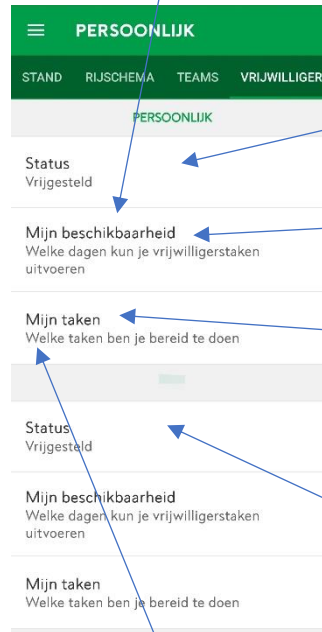 PERSOONLIJK
STAND RIJSCHEMA TEAMS VRIJWILLIGER
PERSOONLIJK
Status
Vrijgesteld
Mijn beschikbaarheid
Welke dagen kun je vrijwilligerstaken
uitvoeren
Mijn taken
Welke taken ben je bereid te doen
Status
Vrijgesteld
Mijn beschikbaarheid
Welke dagen kun je vrijwilligerstaken
uitvoeren
Mijn taken
Welke taken ben je bereid te doen